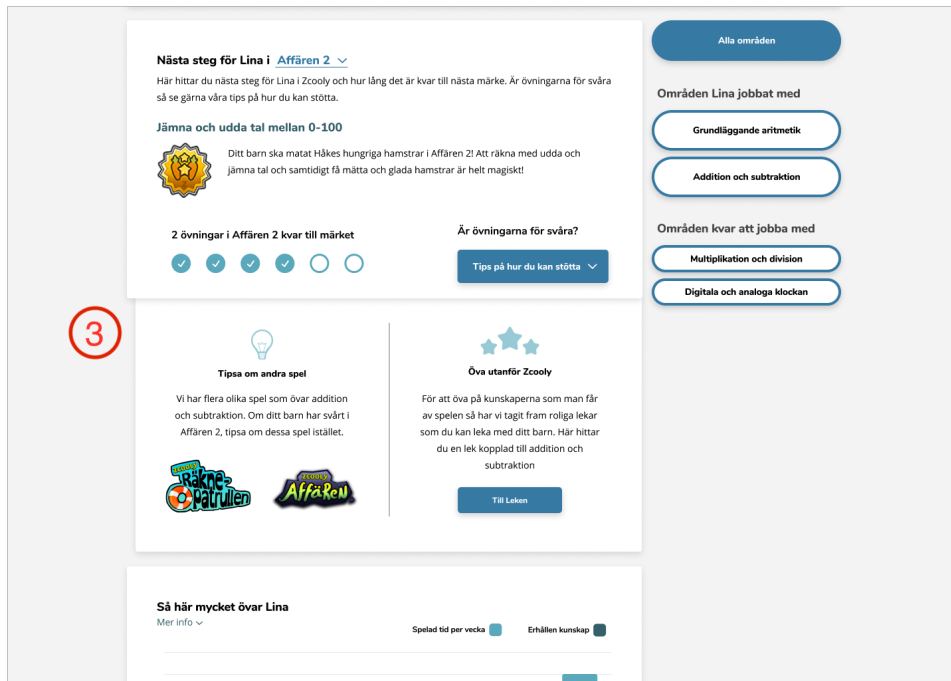 Nästa steg för Lina i Affären 2
Här hittar du nästa steg för Lina i Zcooly och hur lång det är kvar till nästa märke. Är övningarna för svåra
så se gärna våra tips på hur du kan stötta.
Jämna och udda tal mellan 0-100
Ditt barn ska matat Håkes hungriga hamstrar i Affären 2! Att räkna med udda och
jämna tal och samtidigt få mätta och glada hamstrar är helt magiskt!
2 övningar i Affären 2 kvar till märket
Är övningarna för svåra?
Tips på hur du kan stötta
3
Tipsa om andra spel
Vi har flera olika spel som övar addition
och subtraktion. Om ditt barn har svårt i
Affären 2, tipsa om dessa spel istället.
zcooly
Räkne-
patrullen
zcooly
Affären
Öva utanför Zcooly
För att öva på kunskaperna som man får
av spelen så har vi tagit fram roliga lekar
som du kan leka med ditt barn. Här hittar
du en lek kopplad till addition och
subtraktion
Till Leken
Så här mycket övar Lina
Mer info
Spelad tid per vecka
Erhållen kunskap
Alla områden
Områden Lina jobbat med
Grundläggande aritmetik
Addition och subtraktion
Områden kvar att jobba med
Multiplikation och division
Digitala och analoga klockan